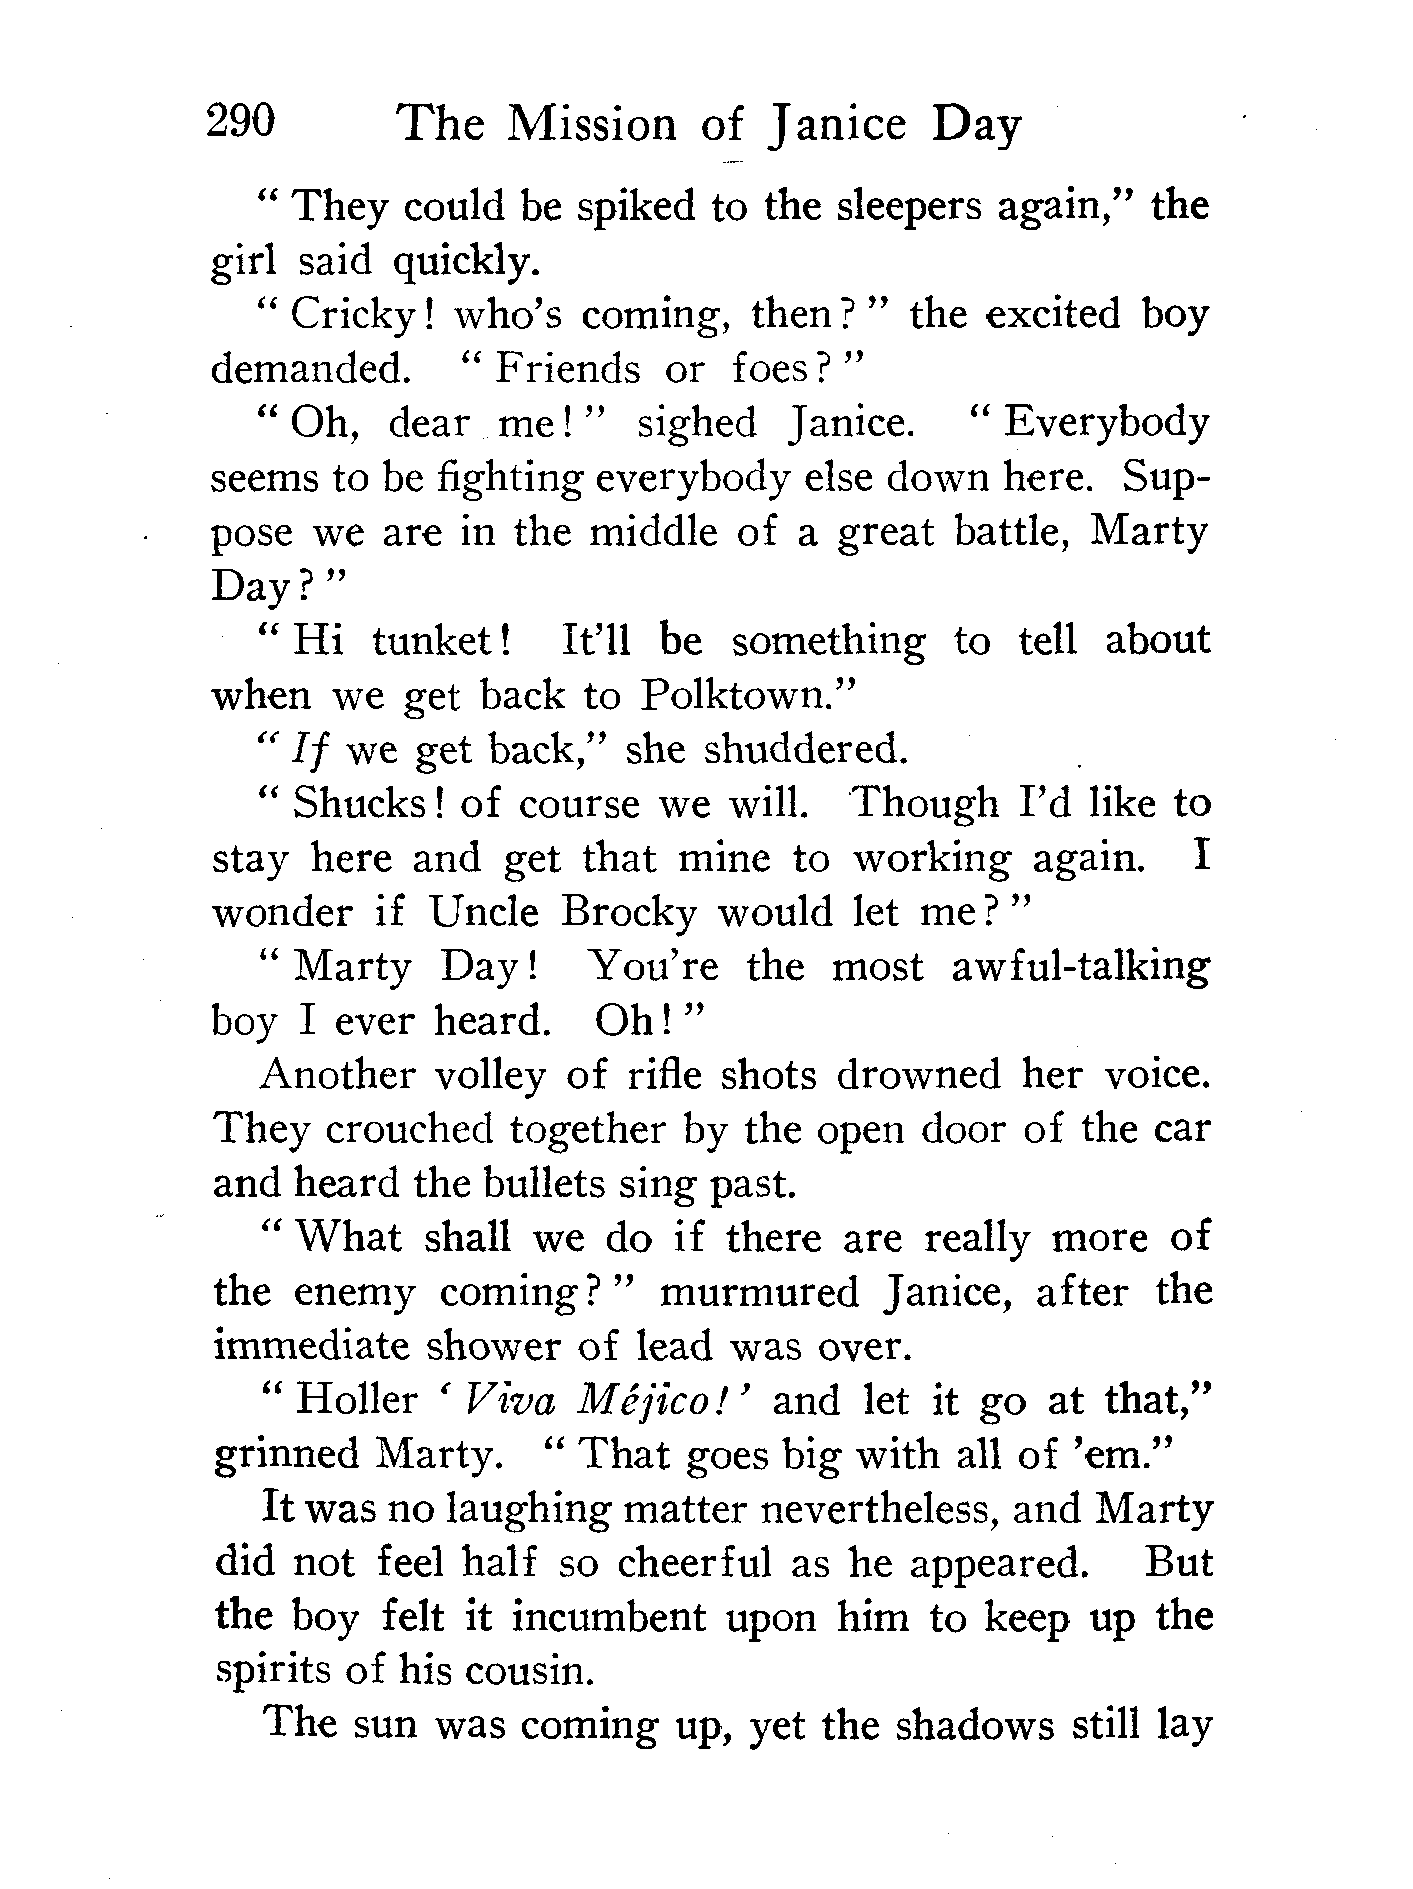 290 The Mission of Janice Day
“ They could be spiked to the sleepers again,” the
girl said quickly.
“ Cricky! who’s coming, then? ” the excited boy
demanded. “ Friends or foes? ”
“ Oh, dear me! ” sighed Janice. “ Everybody
seems to be fighting everybody else down here. Sup-
pose we are in the middle of a great battle, Marty
Day? ”
“ Hi tunket! It’ll be something to tell about
when we get back to Polktown.”
“ If we get back,” she shuddered.
“ Shucks! of course we will. Though I’d like to
stay here and get that mine to working again. I
wonder if Uncle Brocky would let me? ”
“ Marty Day! You’re the most awful-talking
boy I ever heard. Oh! ”
Another volley of rifle shots drowned her voice.
They crouched together by the open door of the car
and heard the bullets sing past.
“ What shall we do if there are really more of
the enemy coming? ” murmured Janice, after the
immediate shower of lead was over.
“ Holler ‘ Viva Méjico! ’ and let it go at that,”
grinned Marty. “ That goes big with all of ’em.”
It was no laughing matter nevertheless, and Marty
did not feel half so cheerful as he appeared. But
the boy felt it incumbent upon him to keep up the
spirits of his cousin.
The sun was coming up, yet the shadows still lay